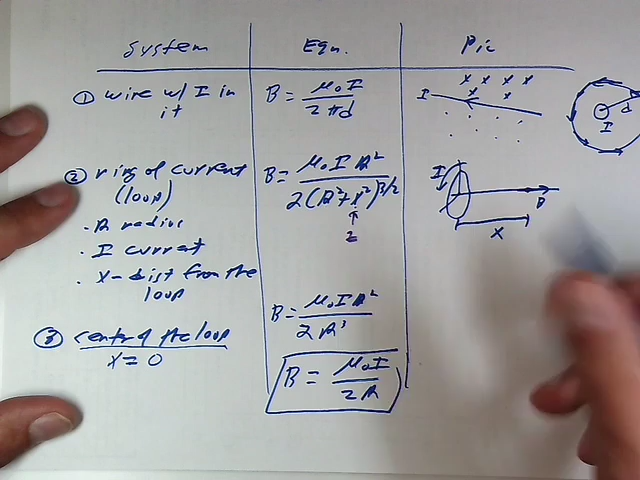 System Eqn. Pic
① wire w/ I in it
B = μ₀I / 2πd
I
x x x x
x x
d
I
② ring of current (loop)
· R radius
· I current
· x-dist from the loop
B = μ₀IR² / 2(R²+x²)^3/2
↑
z
I
B
x
③ center of the loop
x = 0
B = μ₀IR² / 2R³
B = μ₀I / 2R